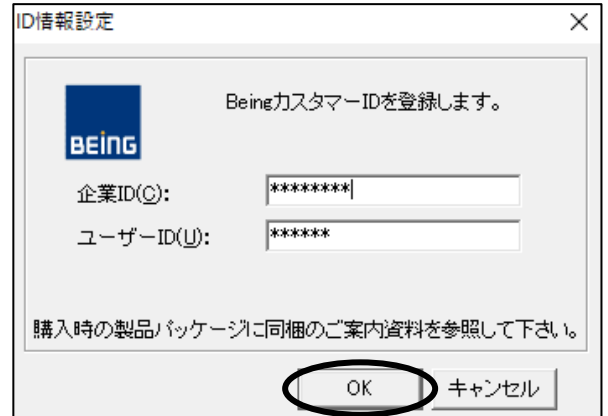 ID情報設定
BeingカスタマーIDを登録します。
BEING
企業ID(C): ********
ユーザーID(U): ******
購入時の製品パッケージに同梱のご案内資料を参照して下さい。
OK キャンセル